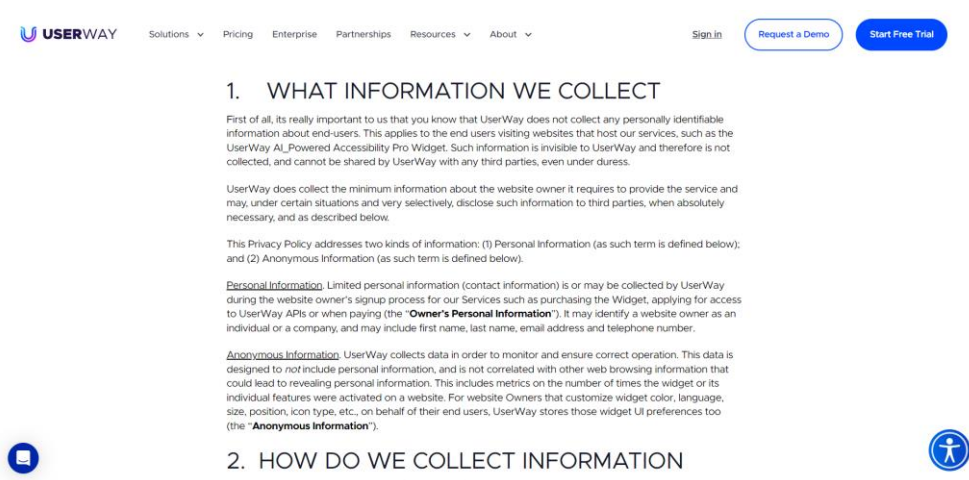 USERWAY
Solutions
Pricing
Enterprise
Partnerships
Resources
About
Sign in
Request a Demo
Start Free Trial
1. WHAT INFORMATION WE COLLECT
First of all, its really important to us that you know that UserWay does not collect any personally identifiable
information about end-users. This applies to the end users visiting websites that host our services, such as the
UserWay AI_Powered Accessibility Pro Widget. Such information is invisible to UserWay and therefore is not
collected, and cannot be shared by UserWay with any third parties, even under duress.
UserWay does collect the minimum information about the website owner it requires to provide the service and
may, under certain situations and very selectively, disclose such information to third parties, when absolutely
necessary, and as described below.
This Privacy Policy addresses two kinds of information: (1) Personal Information (as such term is defined below);
and (2) Anonymous Information (as such term is defined below).
Personal Information. Limited personal information (contact information) is or may be collected by UserWay
during the website owner's signup process for our Services such as purchasing the Widget, applying for access
to UserWay APIs or when paying (the “Owner's Personal Information”). It may identify a website owner as an
individual or a company, and may include first name, last name, email address and telephone number.
Anonymous Information. UserWay collects data in order to monitor and ensure correct operation. This data is
designed to not include personal information, and is not correlated with other web browsing information that
could lead to revealing personal information. This includes metrics on the number of times the widget or its
individual features were activated on a website. For website Owners that customize widget color, language,
size, position, icon type, etc., on behalf of their end users, UserWay stores those widget UI preferences too
(the “Anonymous Information”).
2. HOW DO WE COLLECT INFORMATION